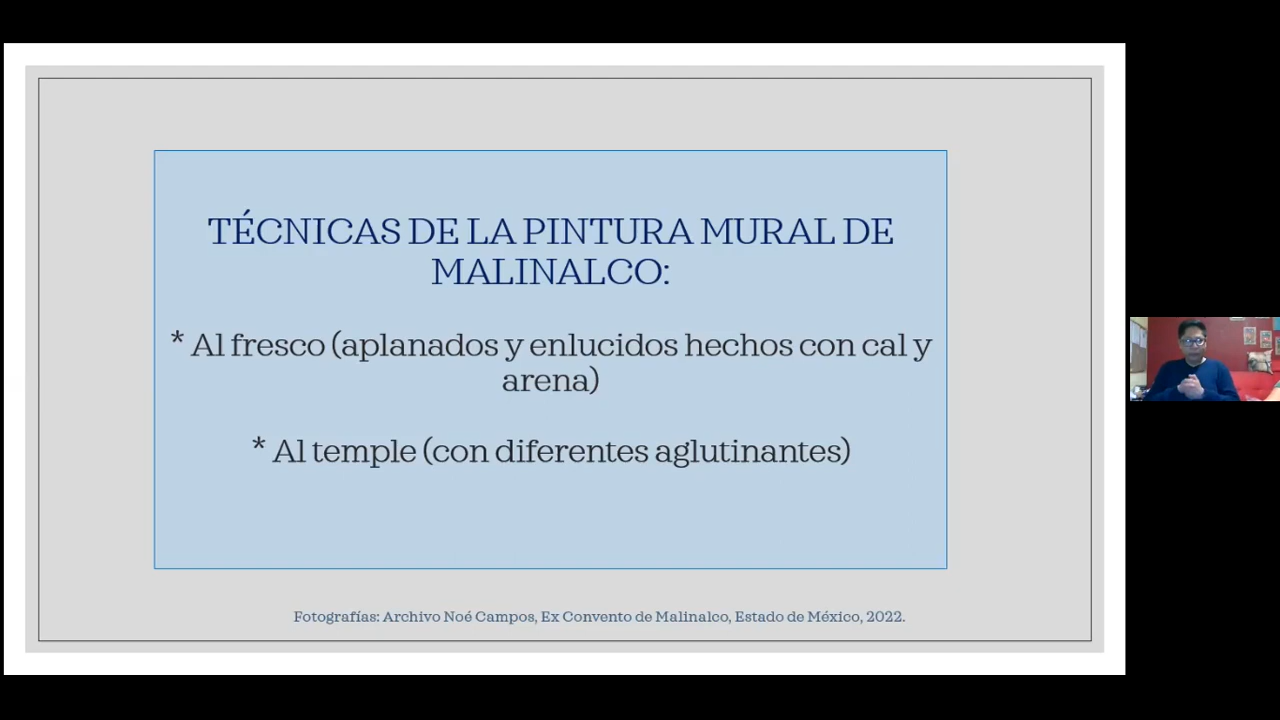 TÉCNICAS DE LA PINTURA MURAL DE
MALINALCO:
* Al fresco (aplanados y enlucidos hechos con cal y
arena)
* Al temple (con diferentes aglutinantes)
Fotografías: Archivo Noé Campos, Ex Convento de Malinalco, Estado de México, 2022.